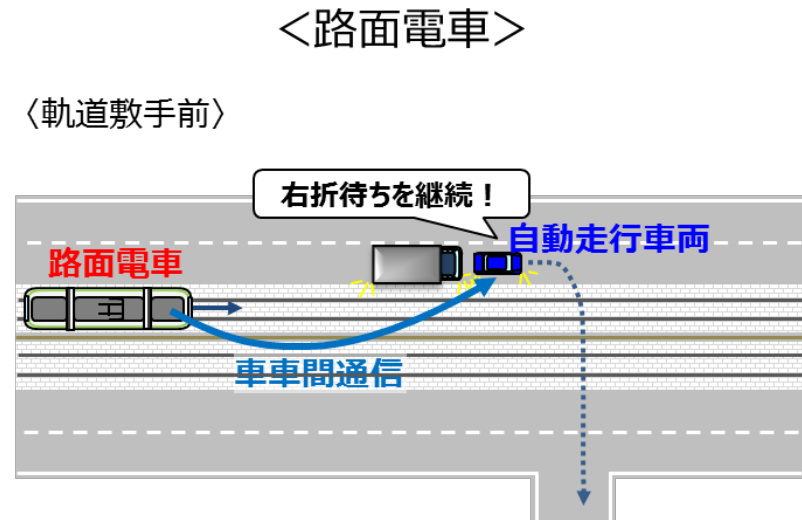 ＜路面電車＞
〈軌道敷手前〉
右折待ちを継続！
自動走行車両
路面電車
車車間通信